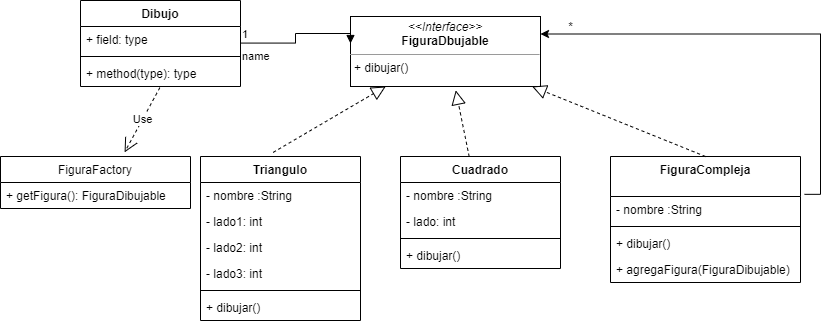 Dibujo
+ field: type
+ method(type): type
1
name
<<Interface>>
FiguraDbujable
+ dibujar()
*
Use
FiguraFactory
+ getFigura(): FiguraDibujable
Triangulo
- nombre :String
- lado1: int
- lado2: int
- lado3: int
+ dibujar()
Cuadrado
- nombre :String
- lado: int
+ dibujar()
FiguraCompleja
- nombre :String
+ dibujar()
+ agregaFigura(FiguraDibujable)